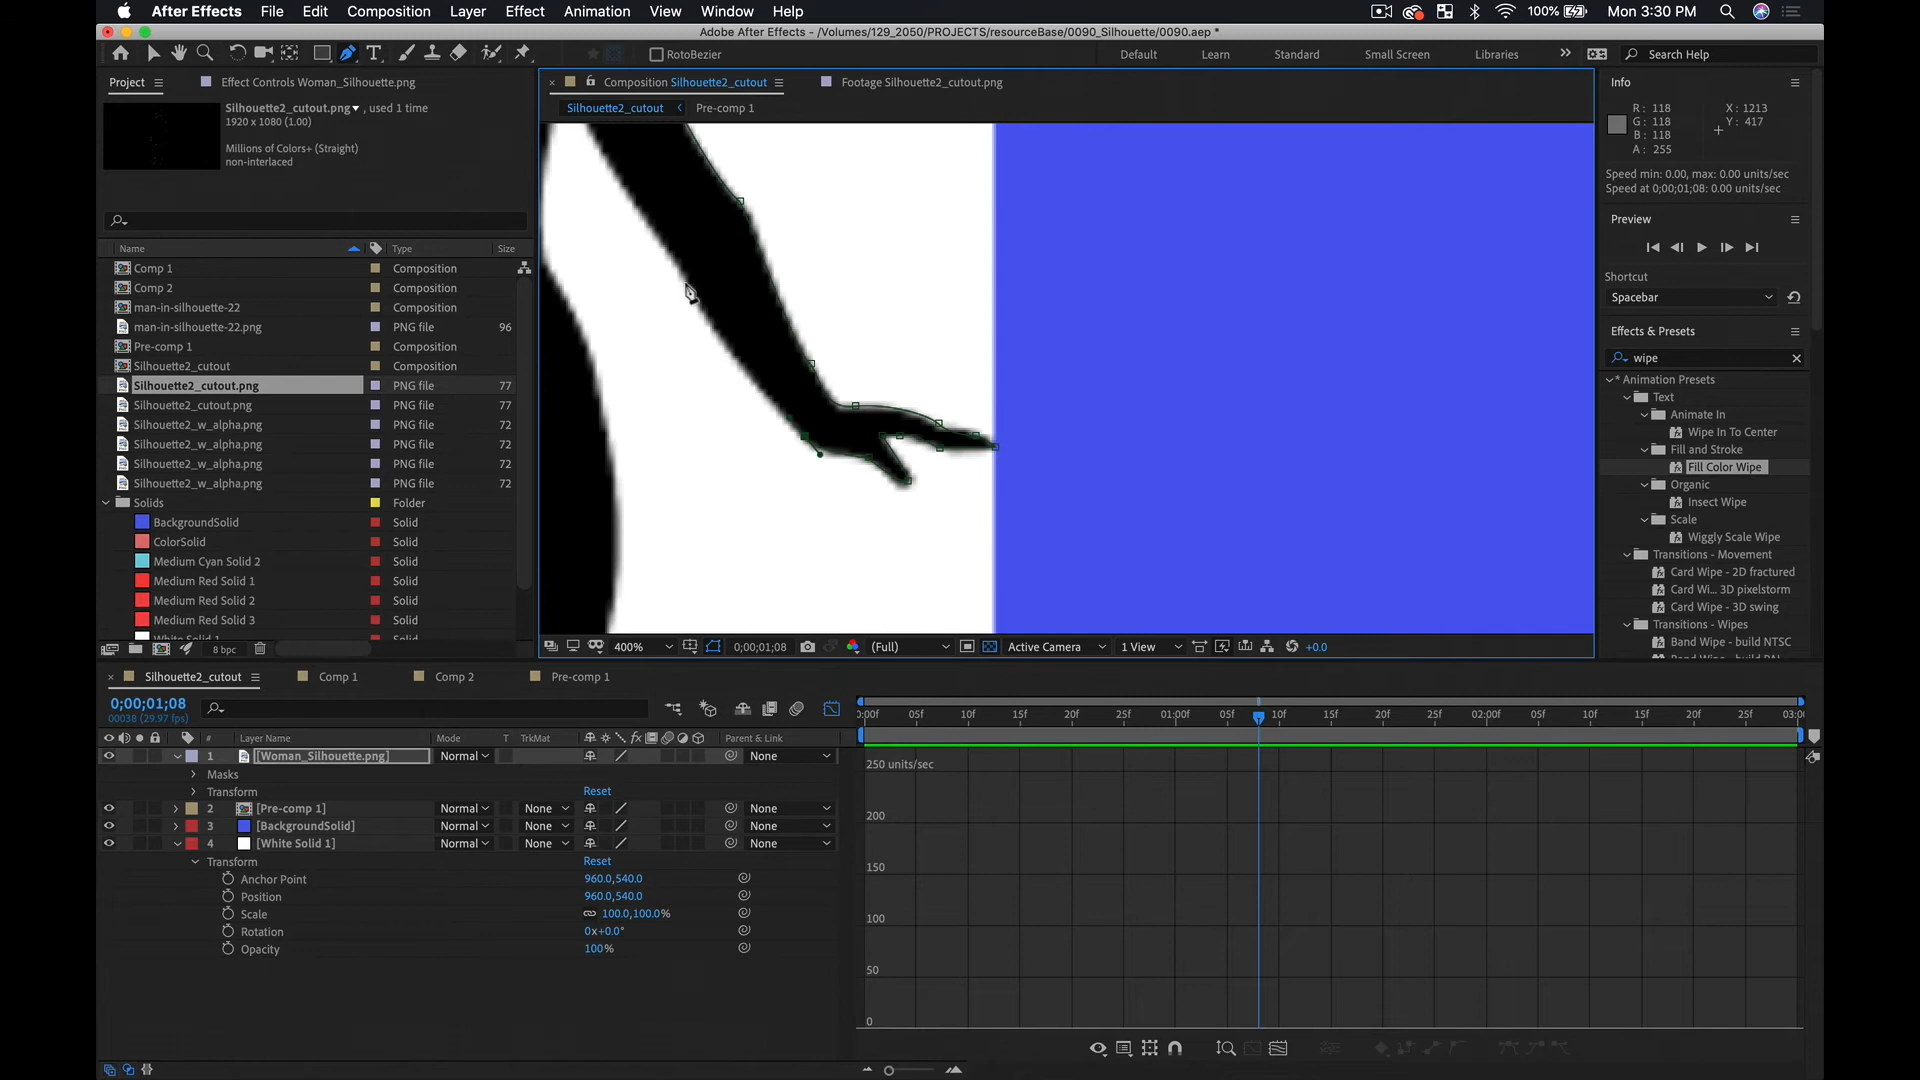 After Effects File Edit Composition Layer Effect Animation View Window Help 100% Mon 3:30 PM
Adobe After Effects - /Volumes/129_2050/PROJECTS/resourceBase/0090_Silhouette/0090.aep *
RotoBezier Default Learn Standard Small Screen Libraries Search Help
Project Effect Controls Woman_Silhouette.png
Composition Silhouette2_cutout Footage Silhouette2_cutout.png
Info
Silhouette2_cutout.png, used 1 time
1920 x 1080 (1.00)
Millions of Colors+ (Straight)
non-interlaced
Silhouette2_cutout Pre-comp 1
R: 118 X: 1213
G: 118 Y: 417
B: 118
A: 255
Speed min: 0.00, max: 0.00 units/sec
Speed at 0;00;01;08: 0.00 units/sec
Preview
Shortcut
Spacebar
Effects & Presets
wipe
* Animation Presets
Text
Animate In
Wipe In To Center
Fill and Stroke
Fill Color Wipe
Organic
Insect Wipe
Scale
Wiggly Scale Wipe
Transitions - Movement
Card Wipe - 2D fractured
Card Wi... 3D pixelstorm
Card Wipe - 3D swing
Transitions - Wipes
Band Wipe - build NTSC
Name Type Size
Comp 1 Composition
Comp 2 Composition
man-in-silhouette-22 Composition
man-in-silhouette-22.png PNG file 96
Pre-comp 1 Composition
Silhouette2_cutout Composition
Silhouette2_cutout.png PNG file 77
Silhouette2_cutout.png PNG file 77
Silhouette2_w_alpha.png PNG file 72
Silhouette2_w_alpha.png PNG file 72
Silhouette2_w_alpha.png PNG file 72
Silhouette2_w_alpha.png PNG file 72
Solids Folder
BackgroundSolid Solid
ColorSolid Solid
Medium Cyan Solid 2 Solid
Medium Red Solid 1 Solid
Medium Red Solid 2 Solid
Medium Red Solid 3 Solid
White Solid 1 Solid
8 bpc
400% 0;00;01;08 (Full) Active Camera 1 View +0.0
Silhouette2_cutout Comp 1 Comp 2 Pre-comp 1
0;00;01;08
00038 (29.97 fps)
0:00f 05f 10f 15f 20f 25f 01:00f 05f 10f 15f 20f 25f 02:00f 05f 10f 15f 20f 25f 03:00
# Layer Name Mode T TrkMat fx Parent & Link
1 [Woman_Silhouette.png] Normal None
Masks
Transform Reset
2 [Pre-comp 1] Normal None None
3 [BackgroundSolid] Normal None None
4 [White Solid 1] Normal None None
Transform Reset
Anchor Point 960.0,540.0
Position 960.0,540.0
Scale 100.0,100.0%
Rotation 0x+0.0°
Opacity 100%
250 units/sec
200
150
100
50
0